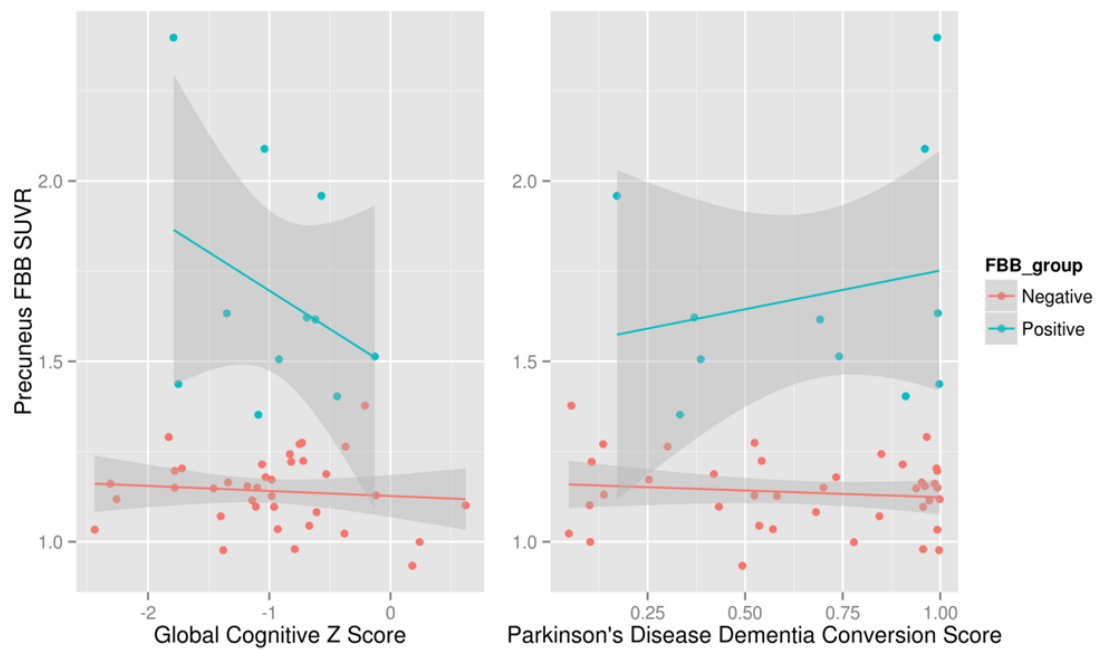 Precuneus FBB SUVR
2.0
1.5
1.0
-2
-1
0
Global Cognitive Z Score
2.0
1.5
1.0
0.25
0.50
0.75
1.00
Parkinson's Disease Dementia Conversion Score
FBB_group
Negative
Positive